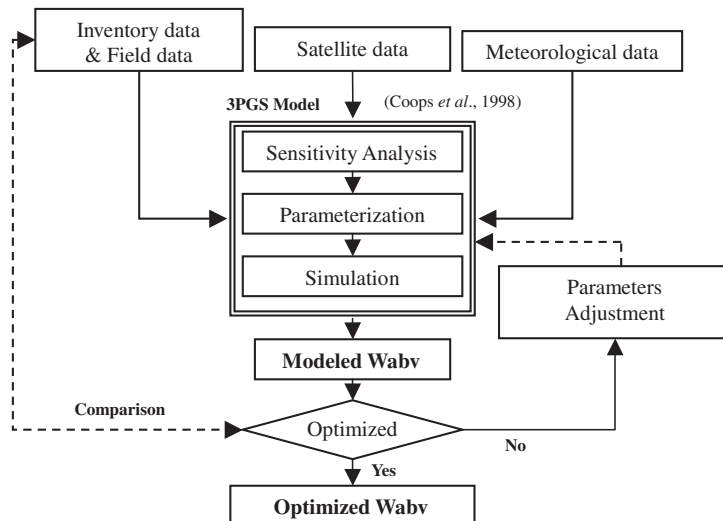 Inventory data
& Field data
Satellite data
Meteorological data
3PGS Model
(Coops et al., 1998)
Sensitivity Analysis
Parameterization
Simulation
Parameters
Adjustment
Modeled Wabv
Comparison
Optimized
No
Yes
Optimized Wabv